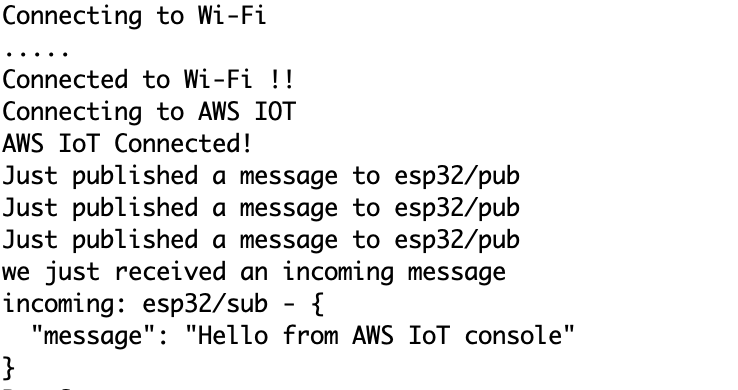 Connecting to Wi-Fi
.....
Connected to Wi-Fi !!
Connecting to AWS IOT
AWS IoT Connected!
Just published a message to esp32/pub
Just published a message to esp32/pub
Just published a message to esp32/pub
we just received an incoming message
incoming: esp32/sub - {
  "message": "Hello from AWS IoT console"
}